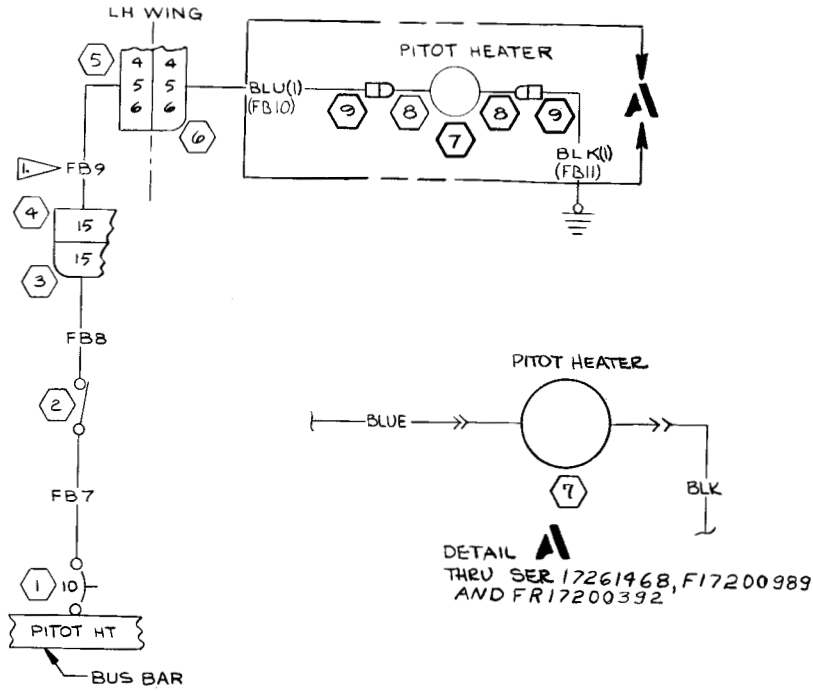 LH WING
5
4 4
5 5
6 6
6
BLU(1)
(FB10)
PITOT HEATER
9
8
7
8
9
A
BLK(1)
(FB11)
1.
FB9
4
15
15
3
FB8
2
FB7
1
10
PITOT HT
BUS BAR
PITOT HEATER
BLUE
7
BLK
DETAIL A
THRU SER 17261468, F17200989
AND FR17200392